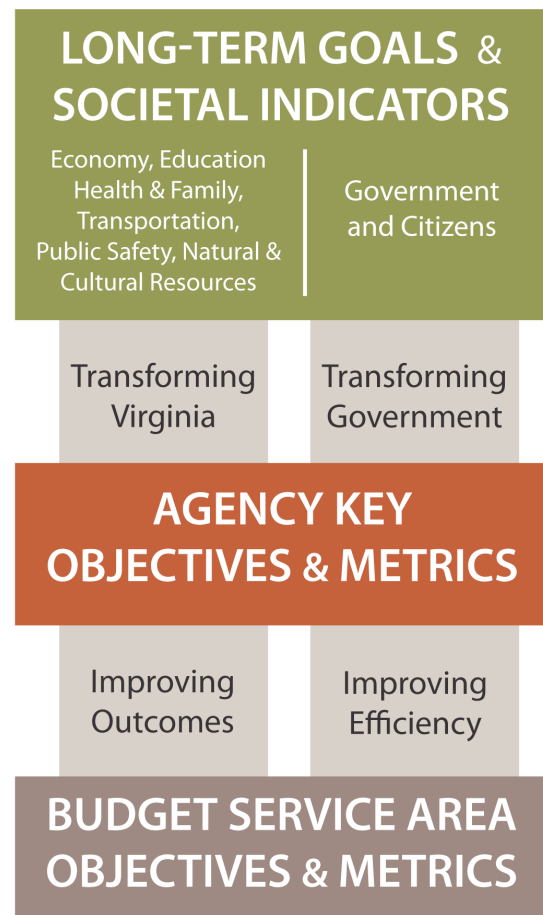 LONG-TERM GOALS &
SOCIETAL INDICATORS
Economy, Education
Health & Family,
Transportation,
Public Safety, Natural &
Cultural Resources
Government
and Citizens
Transforming
Virginia
Transforming
Government
AGENCY KEY
OBJECTIVES & METRICS
Improving
Outcomes
Improving
Efficiency
BUDGET SERVICE AREA
OBJECTIVES & METRICS